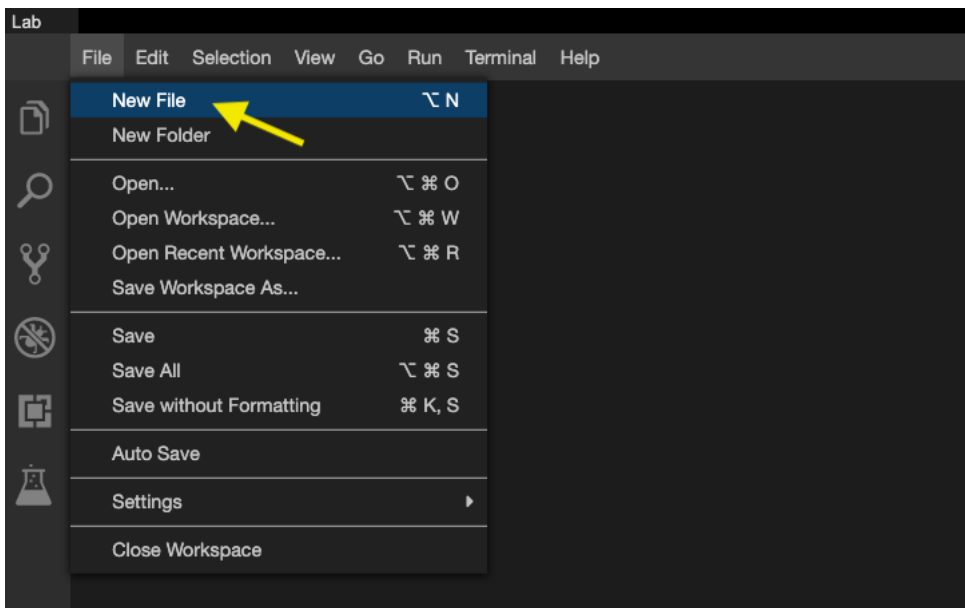 Lab
File Edit Selection View Go Run Terminal Help
New File ⌥ N
New Folder
Open... ⌥ ⌘ O
Open Workspace... ⌥ ⌘ W
Open Recent Workspace... ⌥ ⌘ R
Save Workspace As...
Save ⌘ S
Save All ⌥ ⌘ S
Save without Formatting ⌘ K, S
Auto Save
Settings
Close Workspace